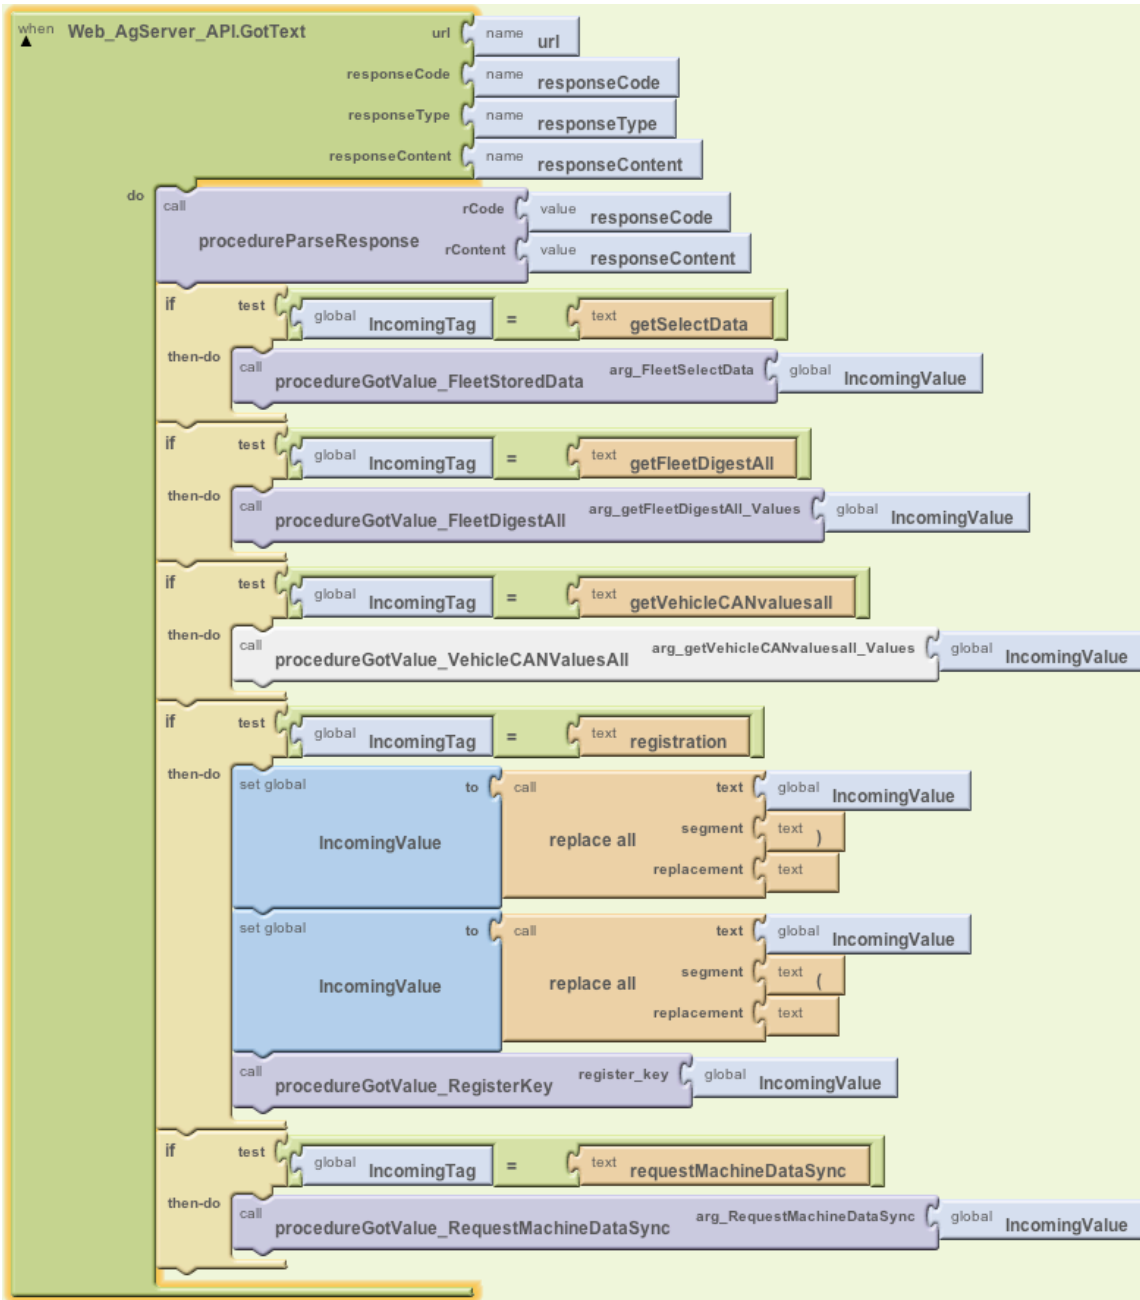 when Web_AgServer_API.GotText url name url
responseCode name responseCode
responseType name responseType
responseContent name responseContent
do call procedureParseResponse rCode value responseCode
rContent value responseContent
if test global IncomingTag = text getSelectData
then-do call procedureGotValue_FleetStoredData arg_FleetSelectData global IncomingValue
if test global IncomingTag = text getFleetDigestAll
then-do call procedureGotValue_FleetDigestAll arg_getFleetDigestAll_Values global IncomingValue
if test global IncomingTag = text getVehicleCANvaluesall
then-do call procedureGotValue_VehicleCANValuesAll arg_getVehicleCANvaluesall_Values global IncomingValue
if test global IncomingTag = text registration
then-do set global IncomingValue to call replace all text global IncomingValue
segment text )
replacement text
set global IncomingValue to call replace all text global IncomingValue
segment text (
replacement text
call procedureGotValue_RegisterKey register_key global IncomingValue
if test global IncomingTag = text requestMachineDataSync
then-do call procedureGotValue_RequestMachineDataSync arg_RequestMachineDataSync global IncomingValue